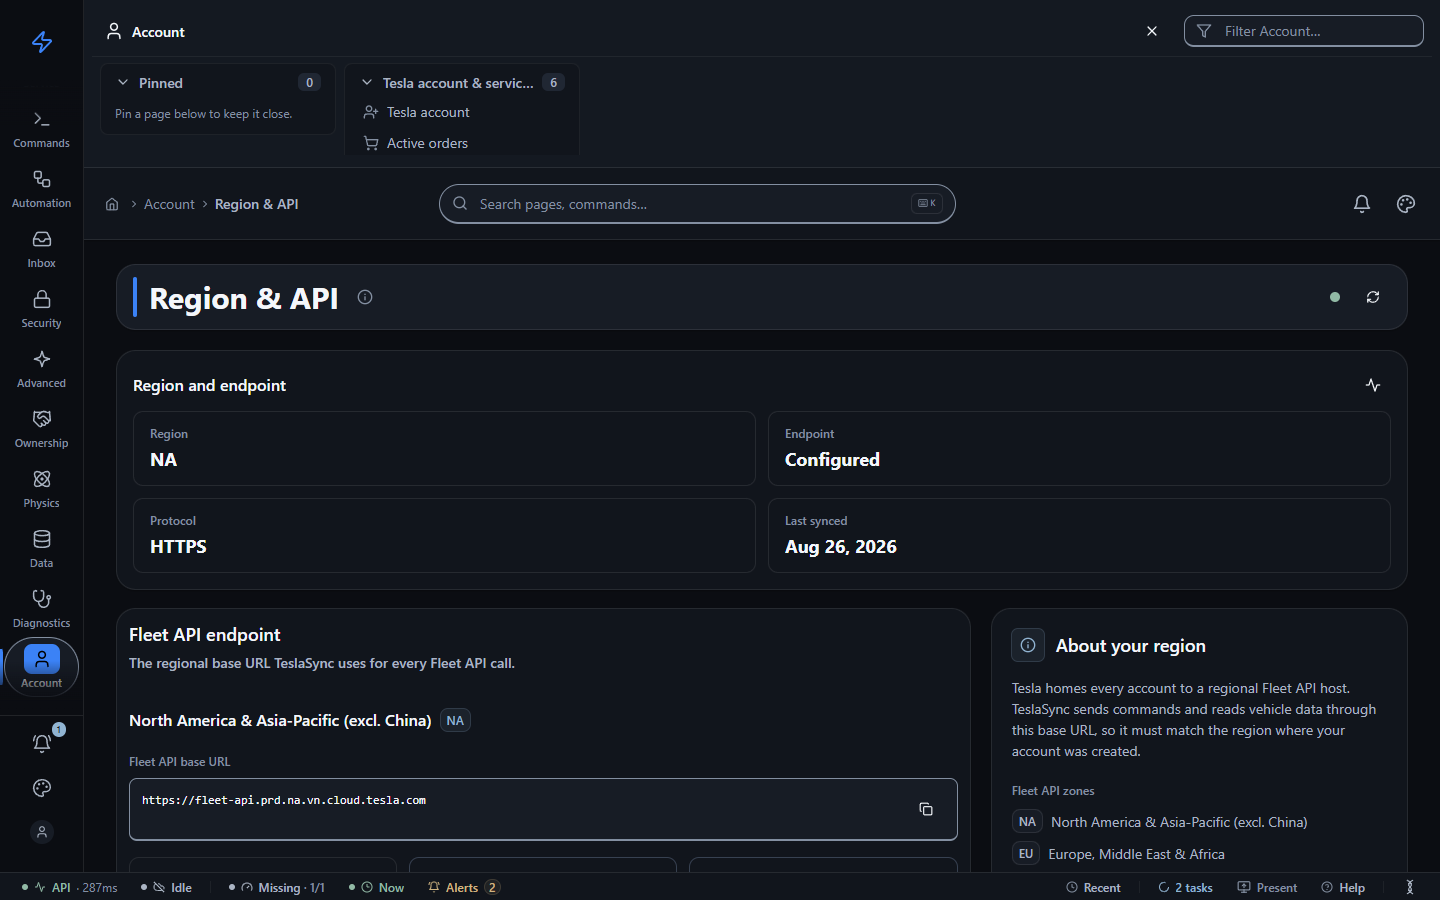 Account
Filter Account...
Pinned
0
Pin a page below to keep it close.
Tesla account & servic...
6
Tesla account
Active orders
Commands
Automation
Inbox
Security
Advanced
Ownership
Physics
Data
Diagnostics
Account
1
Account
Region & API
Search pages, commands...
K
Region & API
Region and endpoint
Region
NA
Endpoint
Configured
Protocol
HTTPS
Last synced
Aug 26, 2026
Fleet API endpoint
The regional base URL TeslaSync uses for every Fleet API call.
North America & Asia-Pacific (excl. China)
NA
Fleet API base URL
https://fleet-api.prd.na.vn.cloud.tesla.com
About your region
Tesla homes every account to a regional Fleet API host.
TeslaSync sends commands and reads vehicle data through
this base URL, so it must match the region where your
account was created.
Fleet API zones
NA North America & Asia-Pacific (excl. China)
EU Europe, Middle East & Africa
API · 287ms
Idle
Missing · 1/1
Now
Alerts 2
Recent
2 tasks
Present
Help